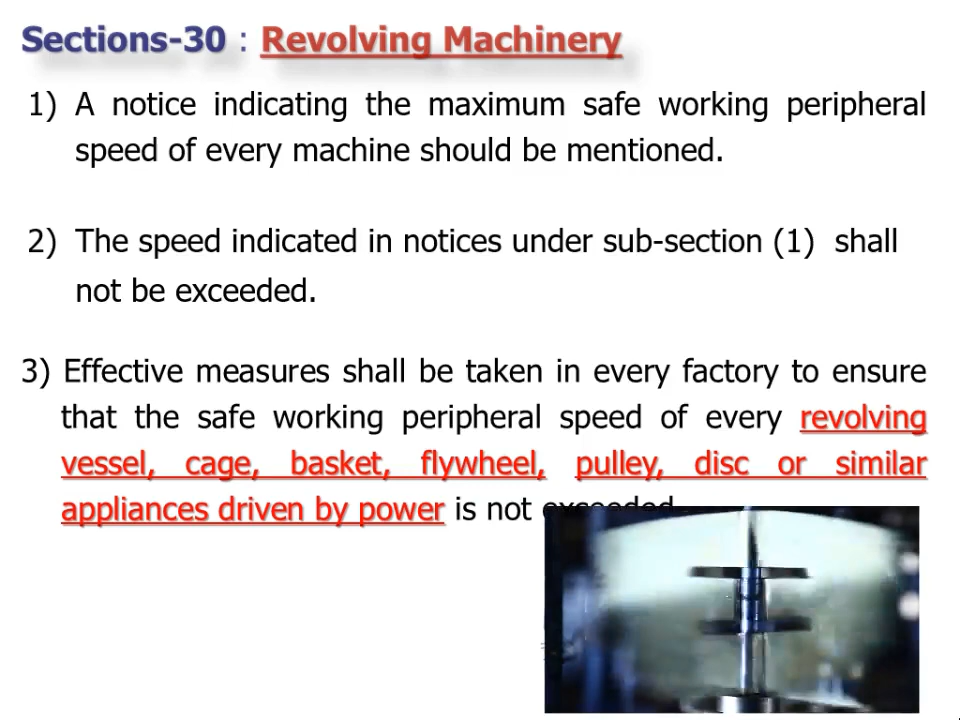 Sections-30 : Revolving Machinery
1) A notice indicating the maximum safe working peripheral
speed of every machine should be mentioned.
2) The speed indicated in notices under sub-section (1) shall
not be exceeded.
3) Effective measures shall be taken in every factory to ensure
that the safe working peripheral speed of every revolving
vessel, cage, basket, flywheel, pulley, disc or similar
appliances driven by power is not exceeded